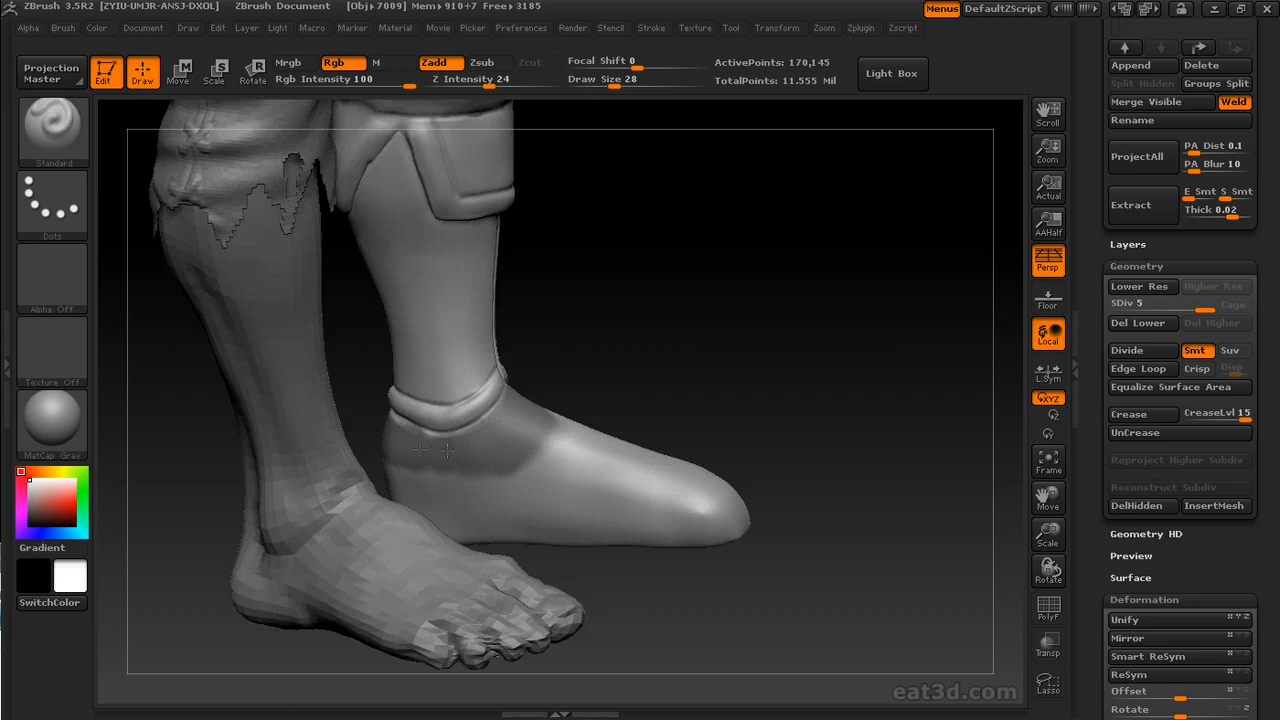 ZBrush 3.5R2 [ZYIU-UMJR-ANSJ-DXOL] ZBrush Document [Obj▸7009] Mem▸910+7 Free▸3185 Menus DefaultZScript
Alpha Brush Color Document Draw Edit Layer Light Macro Marker Material Movie Picker Preferences Render Stencil Stroke Texture Tool Transform Zoom Zplugin Zscript
Projection Master
Edit
Draw
Move
Scale
Rotate
Mrgb Rgb M
Rgb Intensity 100
Zadd Zsub Zcut
Z Intensity 24
Focal Shift 0
Draw Size 28
ActivePoints: 170,145
TotalPoints: 11.555 Mil
Light Box
Standard
Dots
Alpha Off
Texture Off
MatCap Gray
Gradient
SwitchColor
Scroll
Zoom
Actual
AAHalf
Persp
Floor
Local
L.Sym
XYZ
Y
Z
Frame
Move
Scale
Rotate
PolyF
Transp
Lasso
Append Delete
Split Hidden Groups Split
Merge Visible Weld
Rename
ProjectAll
PA Dist 0.1
PA Blur 10
Extract
E Smt S Smt
Thick 0.02
Layers
Geometry
Lower Res Higher Res
SDiv 5 Cage
Del Lower Del Higher
Divide Smt Suv
Edge Loop Crisp Disp
Equalize Surface Area
Crease CreaseLvl 15
UnCrease
Reproject Higher Subdiv
Reconstruct Subdiv
DelHidden InsertMesh
Geometry HD
Preview
Surface
Deformation
Unify X Y Z
Mirror X Y Z
Smart ReSym X Y Z
ReSym X Y Z
Offset X Y Z
Rotate X Y Z
eat3d.com